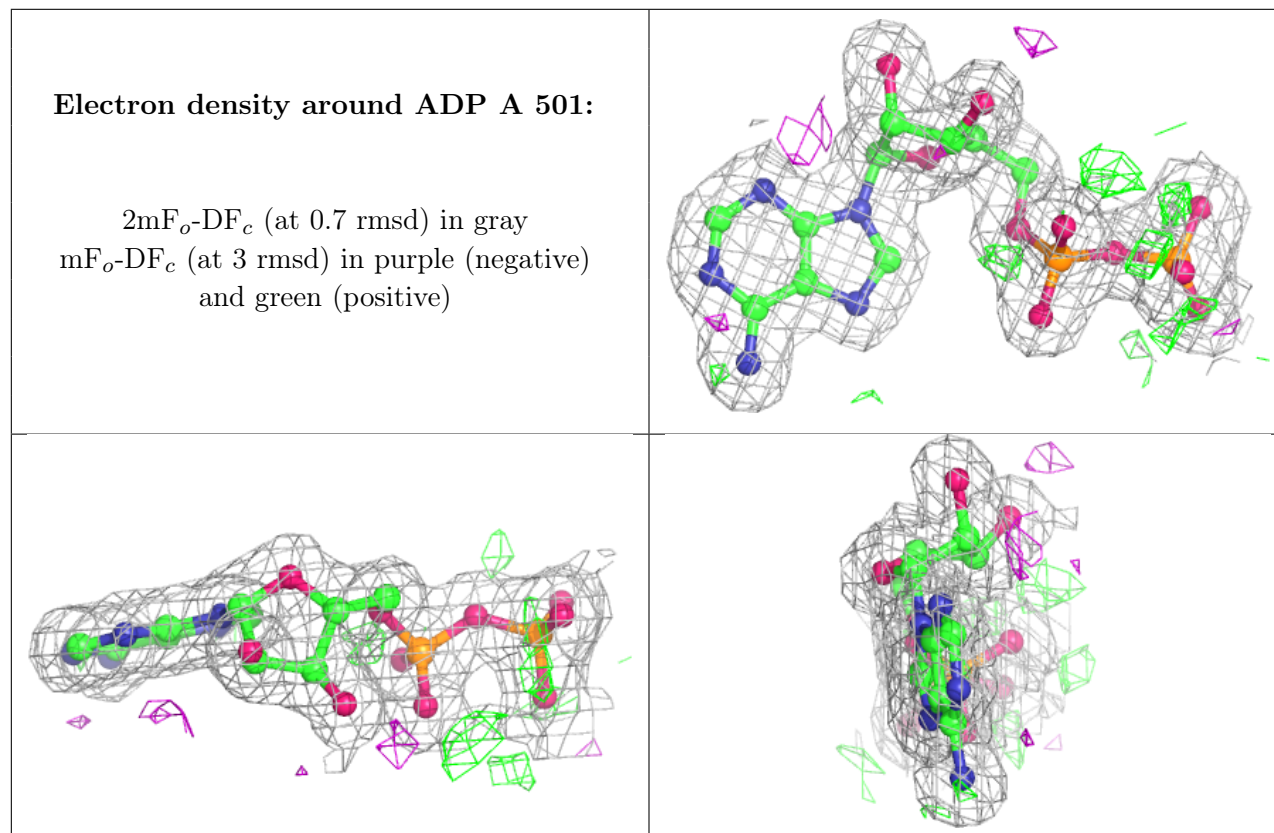 Electron density around ADP A 501:
2mFo-DFc (at 0.7 rmsd) in gray
mFo-DFc (at 3 rmsd) in purple (negative)
and green (positive)